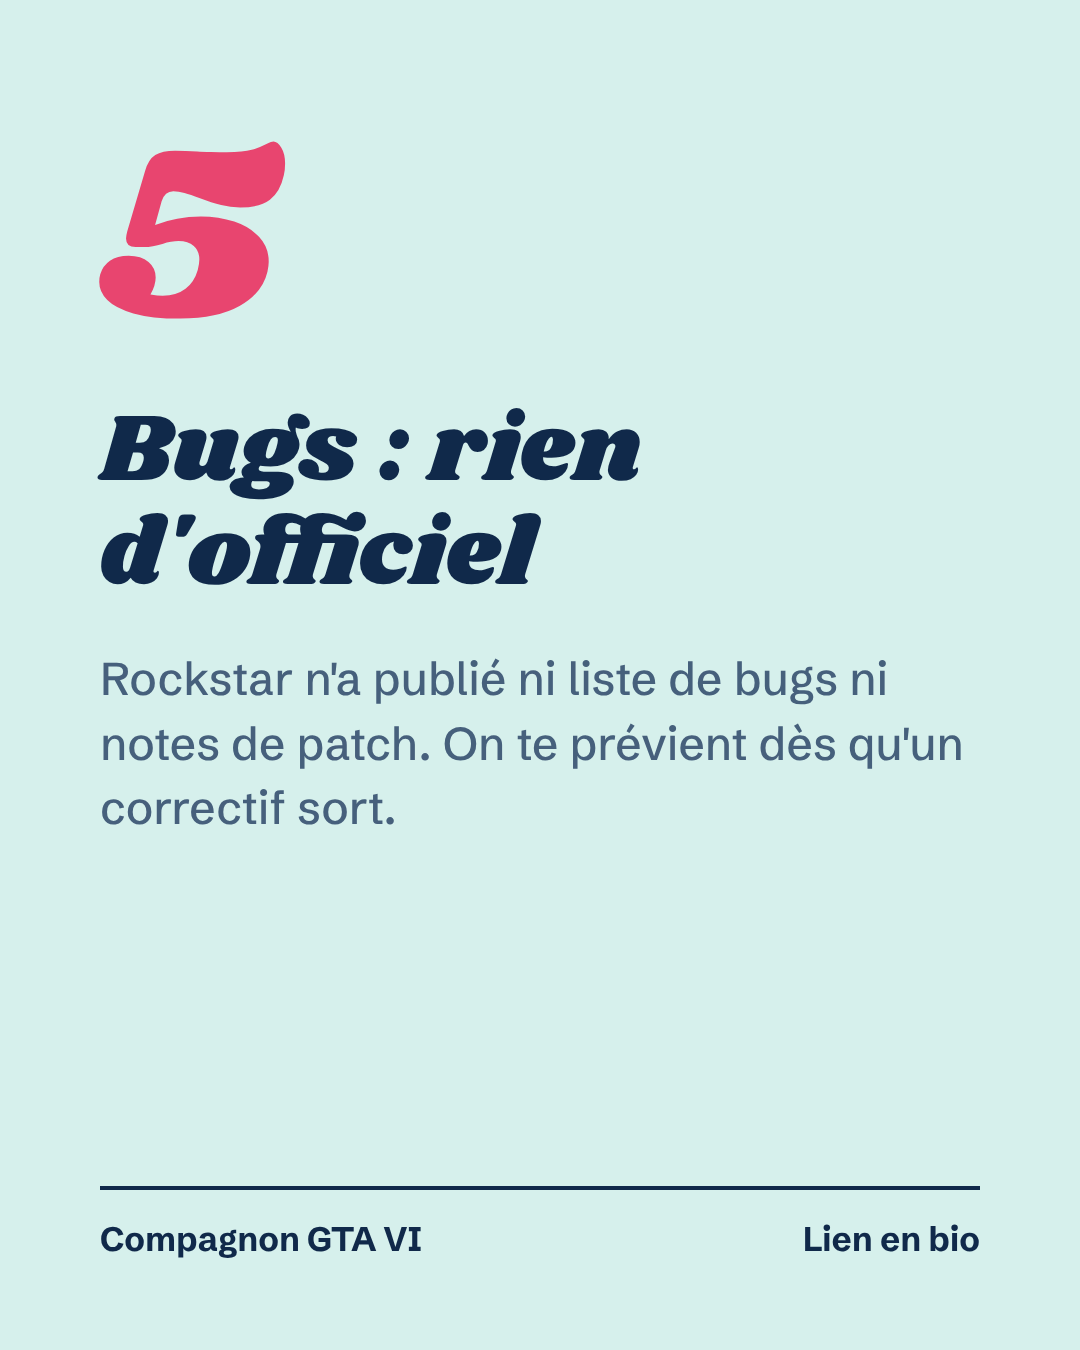 5
Bugs : rien
d'officiel
Rockstar n'a publié ni liste de bugs ni
notes de patch. On te prévient dès qu'un
correctif sort.
Compagnon GTA VI
Lien en bio